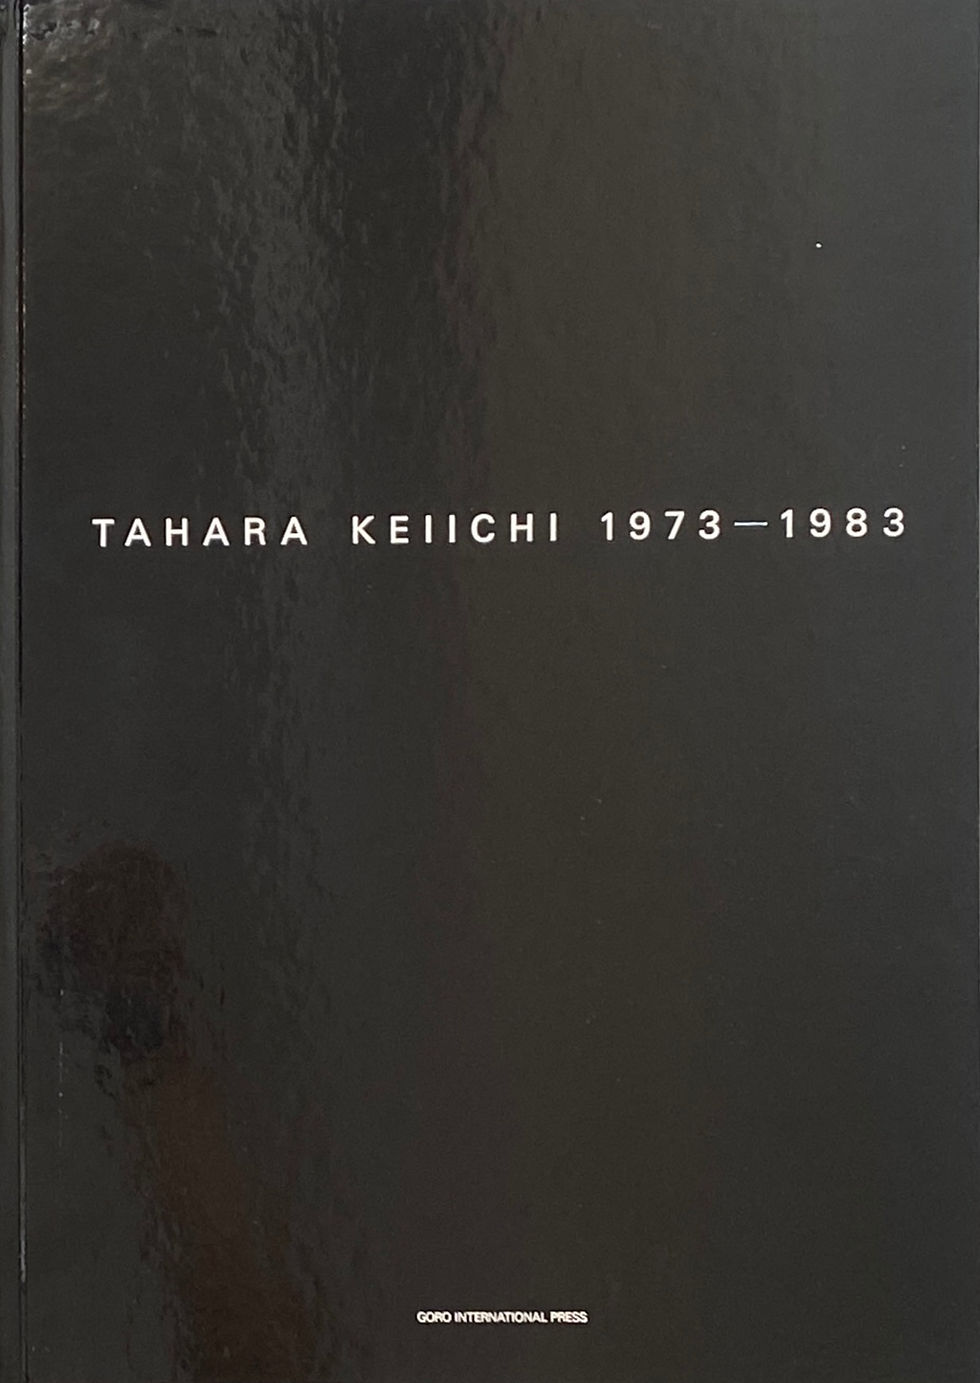 TAHARA KEIICHI 1973—1983
GORO INTERNATIONAL PRESS